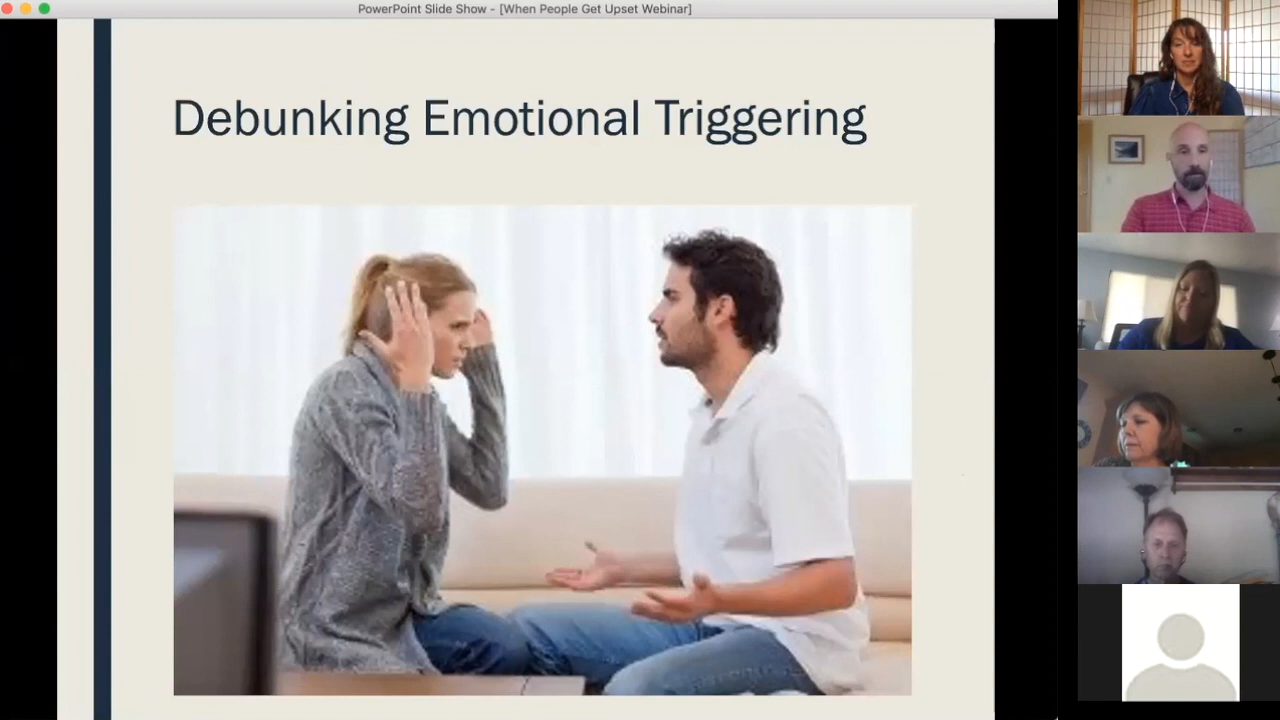 PowerPoint Slide Show - [When People Get Upset Webinar]
Debunking Emotional Triggering